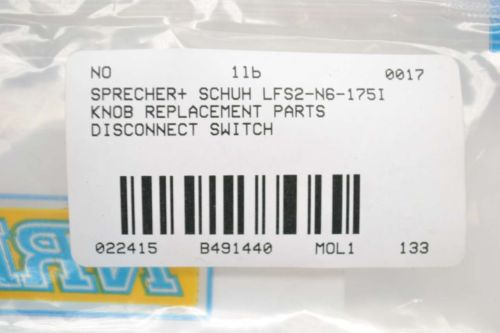 NO 1lb 0017
SPRECHER+ SCHUH LFS2-N6-175I
KNOB REPLACEMENT PARTS
DISCONNECT SWITCH
022415 B491440 MOL1 133